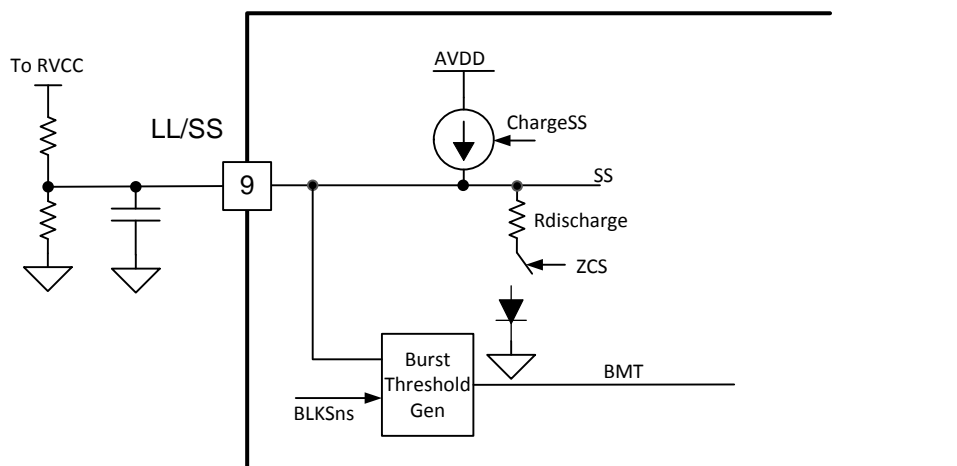 To RVCC
AVDD
LL/SS
ChargeSS
9
SS
Rdischarge
ZCS
Burst
Threshold
Gen
BMT
BLKSns